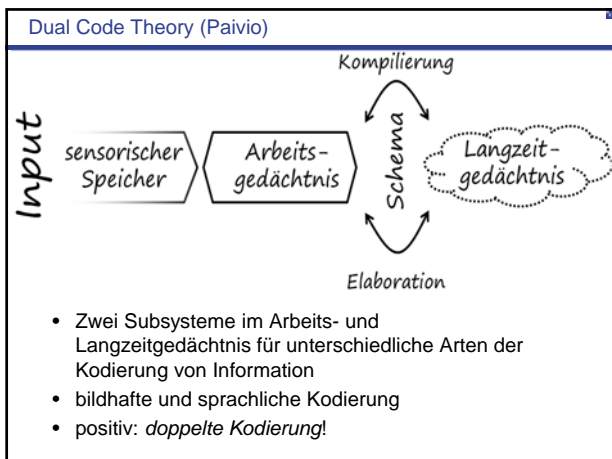 Dual Code Theory (Paivio)
Kompilierung
Input
sensorischer
Speicher
Arbeits-
gedächtnis
Schema
Langzeit-
gedächtnis
Elaboration
• Zwei Subsysteme im Arbeits- und
Langzeitgedächtnis für unterschiedliche Arten der
Kodierung von Information
• bildhafte und sprachliche Kodierung
• positiv: doppelte Kodierung!